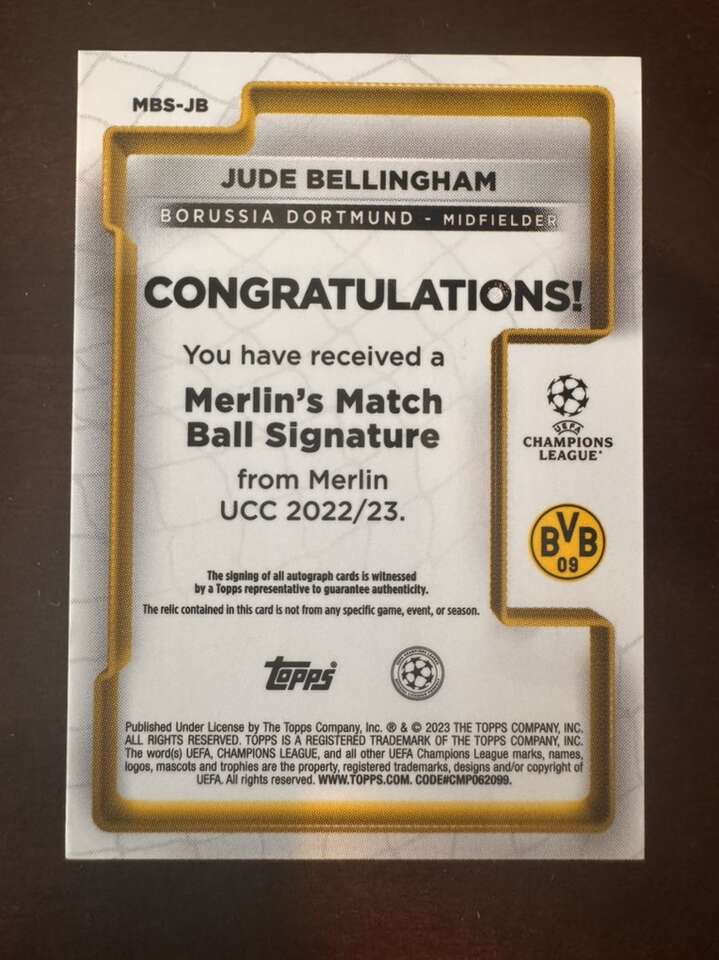 MBS-JB
JUDE BELLINGHAM
BORUSSIA DORTMUND - MIDFIELDER
CONGRATULATIONS!
You have received a
Merlin's Match
Ball Signature
from Merlin
UCC 2022/23.
UEFA
CHAMPIONS
LEAGUE
BVB
09
The signing of all autograph cards is witnessed
by a Topps representative to guarantee authenticity.
The relic contained in this card is not from any specific game, event, or season.
topps
Published Under License by The Topps Company, Inc. ® & © 2023 THE TOPPS COMPANY, INC.
ALL RIGHTS RESERVED. TOPPS IS A REGISTERED TRADEMARK OF THE TOPPS COMPANY, INC.
The word(s) UEFA, CHAMPIONS LEAGUE, and all other UEFA Champions League marks, names,
logos, mascots and trophies are the property, registered trademarks, designs and/or copyright of
UEFA. All rights reserved. WWW.TOPPS.COM. CODE#CMP062099.